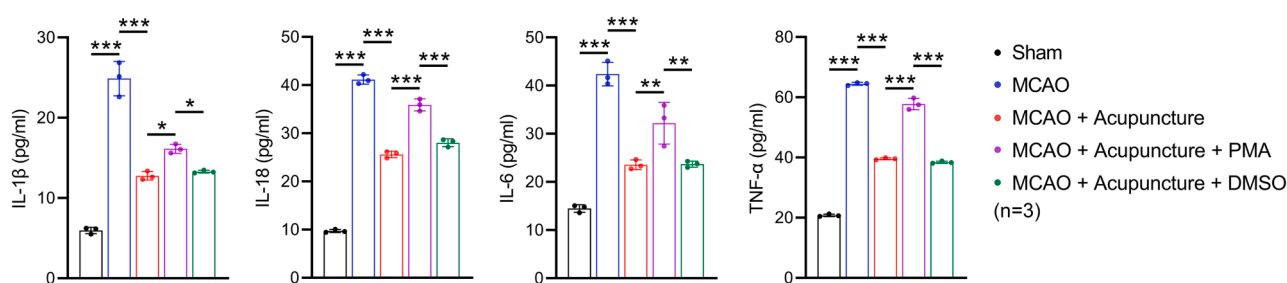 *** *** * *
IL-1β (pg/ml)
30
20
10
0
*** *** *** ***
IL-18 (pg/ml)
50
40
30
20
10
0
*** *** ** **
IL-6 (pg/ml)
50
40
30
20
10
0
*** *** *** ***
TNF-α (pg/ml)
80
60
40
20
0
Sham
MCAO
MCAO + Acupuncture
MCAO + Acupuncture + PMA
MCAO + Acupuncture + DMSO
(n=3)